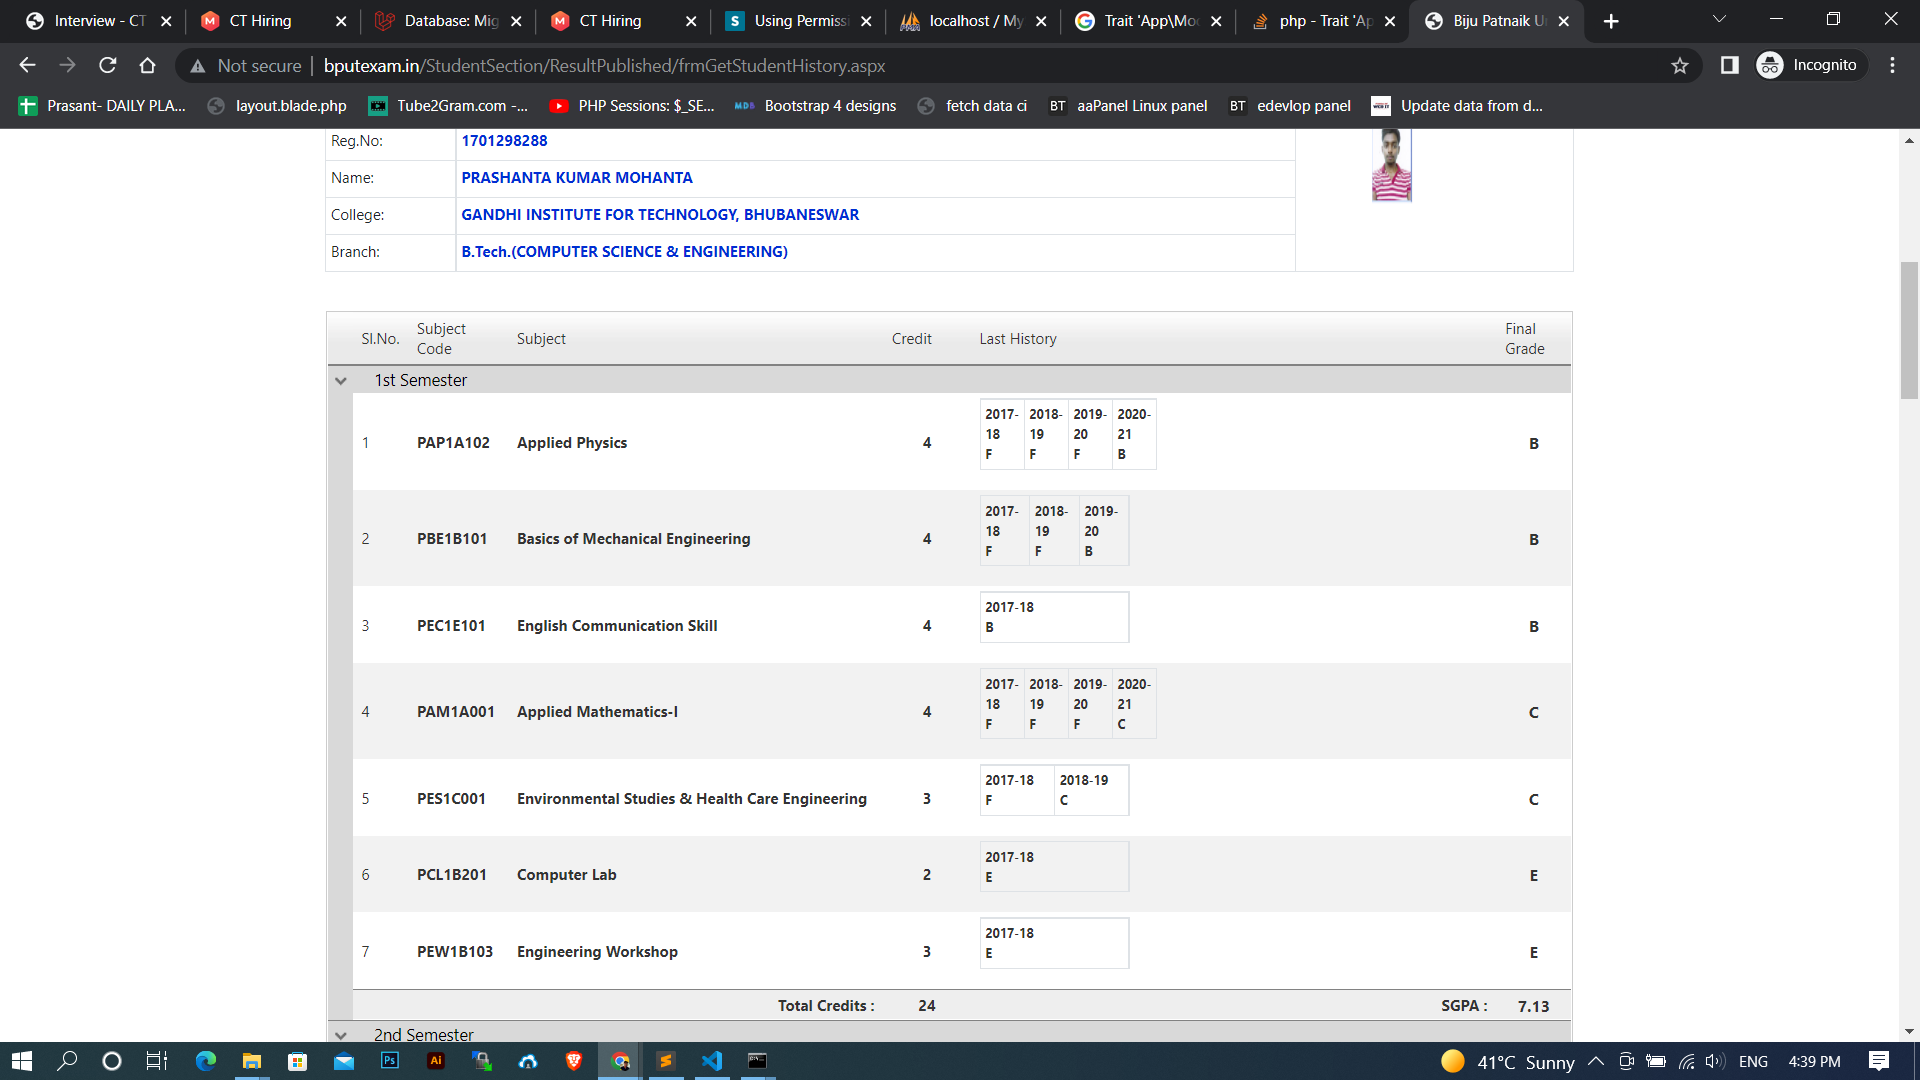 Interview - CT
CT Hiring
Database: Mig
CT Hiring
Using Permissi
localhost / My
Trait 'App\Mod
php - Trait 'Ap
Biju Patnaik Un
Not secure
bputexam.in/StudentSection/ResultPublished/frmGetStudentHistory.aspx
Incognito
Prasant- DAILY PLA...
layout.blade.php
Tube2Gram.com -...
PHP Sessions: $_SE...
MDB Bootstrap 4 designs
fetch data ci
BT aaPanel Linux panel
BT edevlop panel
Update data from d...
Reg.No: 1701298288
Name: PRASHANTA KUMAR MOHANTA
College: GANDHI INSTITUTE FOR TECHNOLOGY, BHUBANESWAR
Branch: B.Tech.(COMPUTER SCIENCE & ENGINEERING)
Sl.No. Subject Code Subject Credit Last History Final Grade
1st Semester
1 PAP1A102 Applied Physics 4 2017-18 F 2018-19 F 2019-20 F 2020-21 B B
2 PBE1B101 Basics of Mechanical Engineering 4 2017-18 F 2018-19 F 2019-20 B B
3 PEC1E101 English Communication Skill 4 2017-18 B B
4 PAM1A001 Applied Mathematics-I 4 2017-18 F 2018-19 F 2019-20 F 2020-21 C C
5 PES1C001 Environmental Studies & Health Care Engineering 3 2017-18 F 2018-19 C C
6 PCL1B201 Computer Lab 2 2017-18 E E
7 PEW1B103 Engineering Workshop 3 2017-18 E E
Total Credits : 24 SGPA : 7.13
2nd Semester
Ps
Ai
41°C Sunny
ENG
4:39 PM